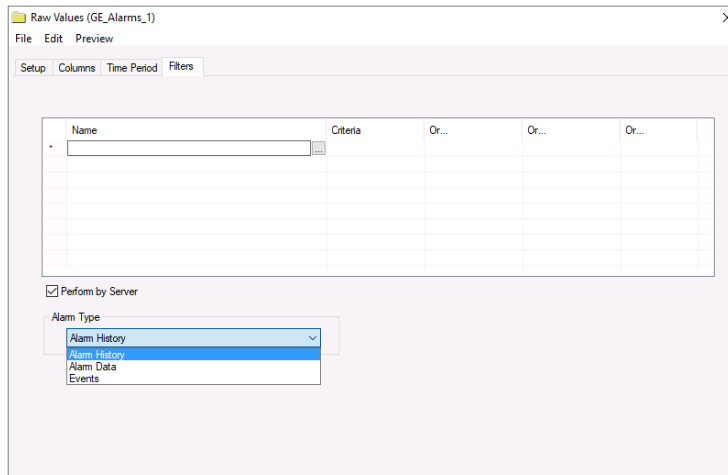 Raw Values (GE_Alarms_1)
File Edit Preview
Setup Columns Time Period Filters
Name Criteria Or... Or... Or...
* ...
Perform by Server
Alarm Type
Alarm History
Alarm History
Alarm Data
Events